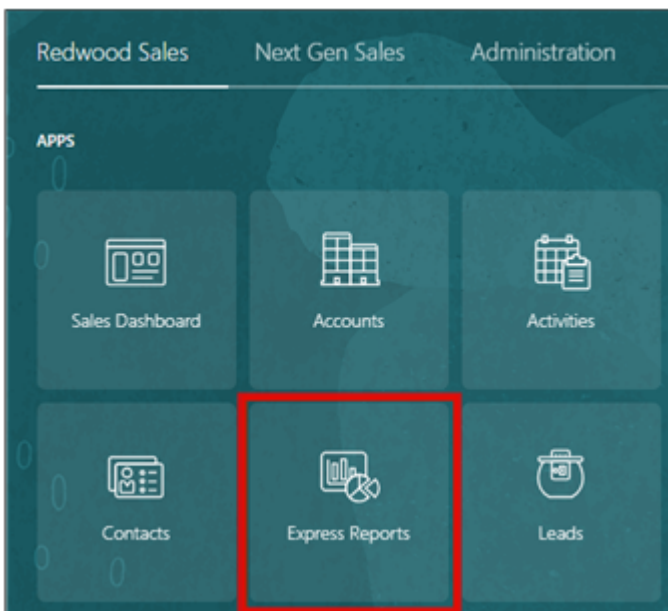 Redwood Sales Next Gen Sales Administration
APPS
Sales Dashboard Accounts Activities
Contacts Express Reports Leads